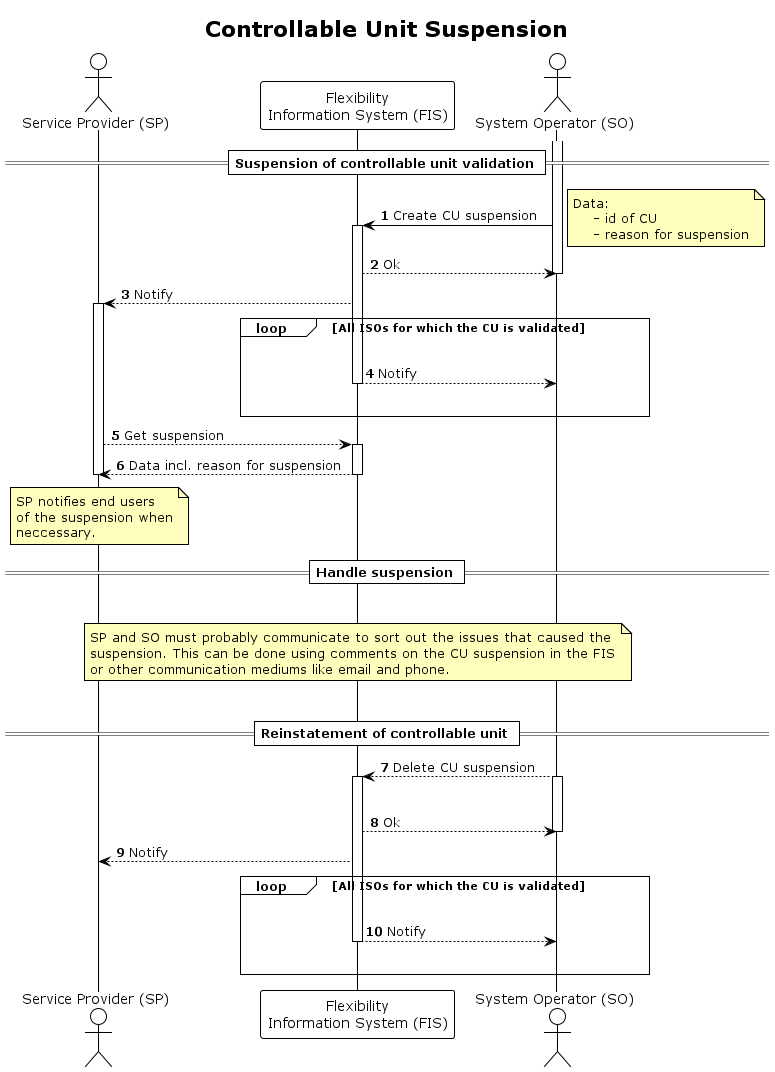 Controllable Unit Suspension
Service Provider (SP)
Flexibility
Information System (FIS)
System Operator (SO)
Suspension of controllable unit validation
Data:
- id of CU
- reason for suspension
1 Create CU suspension
2 Ok
3 Notify
loop [All ISOs for which the CU is validated]
4 Notify
5 Get suspension
6 Data incl. reason for suspension
SP notifies end users
of the suspension when
neccessary.
Handle suspension
SP and SO must probably communicate to sort out the issues that caused the
suspension. This can be done using comments on the CU suspension in the FIS
or other communication mediums like email and phone.
Reinstatement of controllable unit
7 Delete CU suspension
8 Ok
9 Notify
loop [All ISOs for which the CU is validated]
10 Notify
Service Provider (SP)
Flexibility
Information System (FIS)
System Operator (SO)